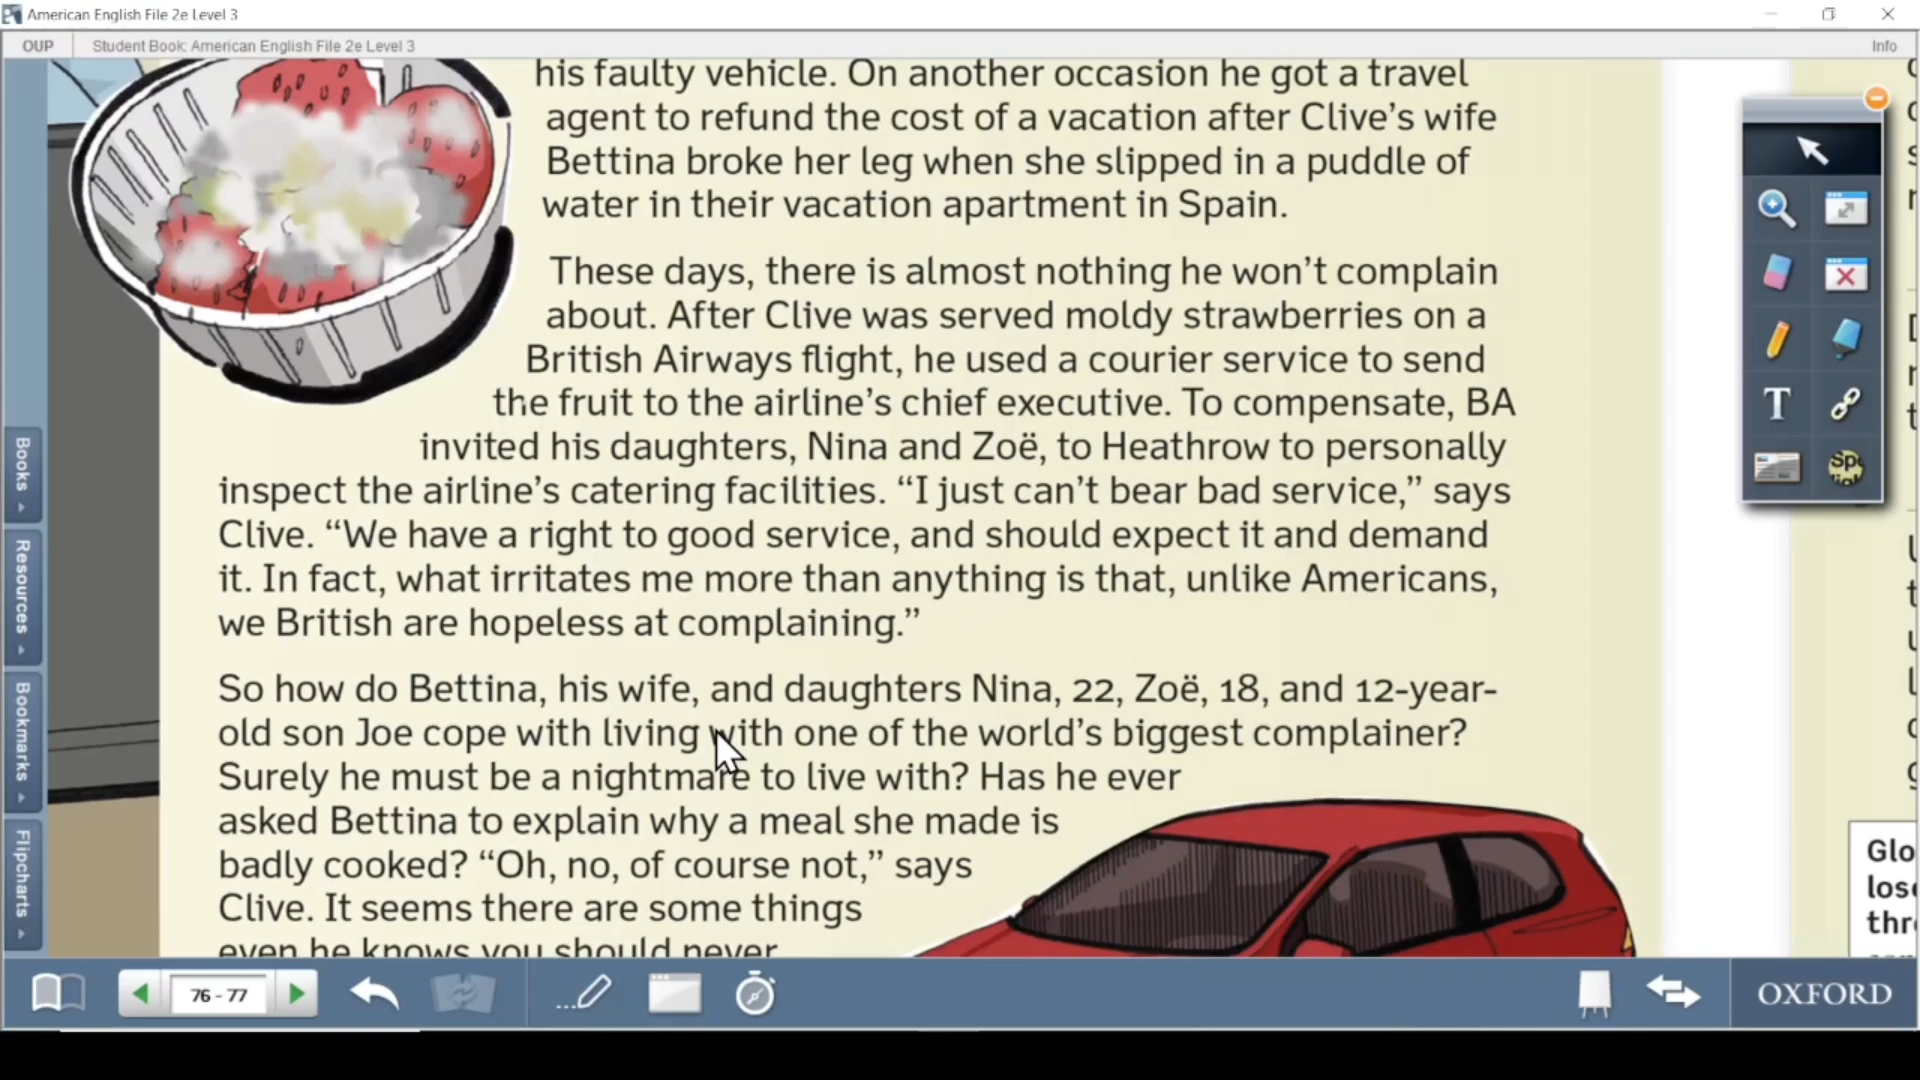 American English File 2e Level 3
OUP
Student Book: American English File 2e Level 3
Info
his faulty vehicle. On another occasion he got a travel
agent to refund the cost of a vacation after Clive's wife
Bettina broke her leg when she slipped in a puddle of
water in their vacation apartment in Spain.
These days, there is almost nothing he won't complain
about. After Clive was served moldy strawberries on a
British Airways flight, he used a courier service to send
the fruit to the airline's chief executive. To compensate, BA
invited his daughters, Nina and Zoë, to Heathrow to personally
inspect the airline's catering facilities. “I just can't bear bad service,” says
Clive. “We have a right to good service, and should expect it and demand
it. In fact, what irritates me more than anything is that, unlike Americans,
we British are hopeless at complaining.”
So how do Bettina, his wife, and daughters Nina, 22, Zoë, 18, and 12-year-
old son Joe cope with living with one of the world's biggest complainer?
Surely he must be a nightmare to live with? Has he ever
asked Bettina to explain why a meal she made is
badly cooked? “Oh, no, of course not,” says
Clive. It seems there are some things
even he knows you should never
Books
Resources
Bookmarks
Flipcharts
T
Glo
lose
thr
76 - 77
OXFORD